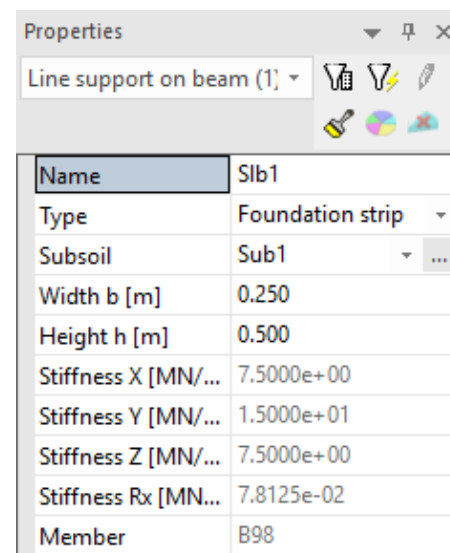 Properties
Line support on beam (1)
Name Slb1
Type Foundation strip
Subsoil Sub1 ...
Width b [m] 0.250
Height h [m] 0.500
Stiffness X [MN/... 7.5000e+00
Stiffness Y [MN/... 1.5000e+01
Stiffness Z [MN/... 7.5000e+00
Stiffness Rx [MN... 7.8125e-02
Member B98